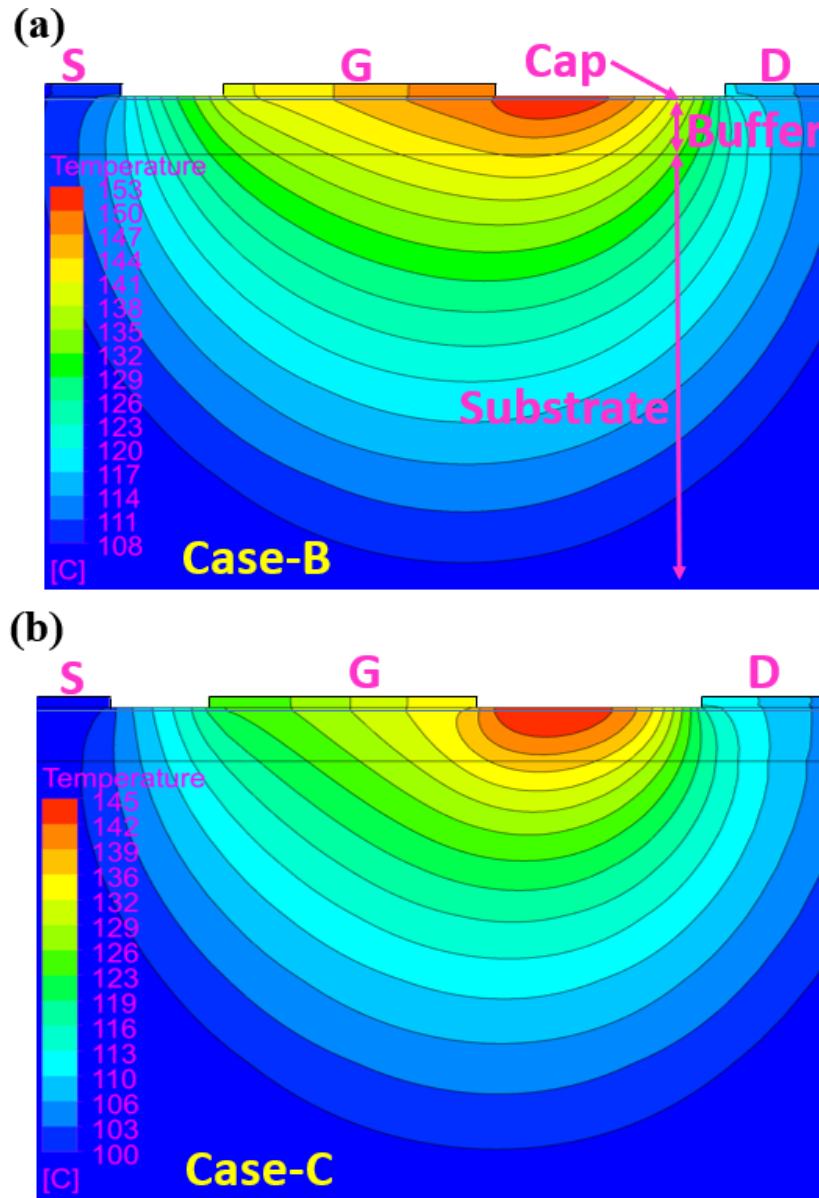 (a)
S G Cap D
Buffer
Temperature
153
150
147
144
141
138
135
132
129
126
123
120
117
114
111
108
[C]
Substrate
Case-B
(b)
S G D
Temperature
145
142
139
136
132
129
126
123
119
116
113
110
106
103
100
[C]
Case-C